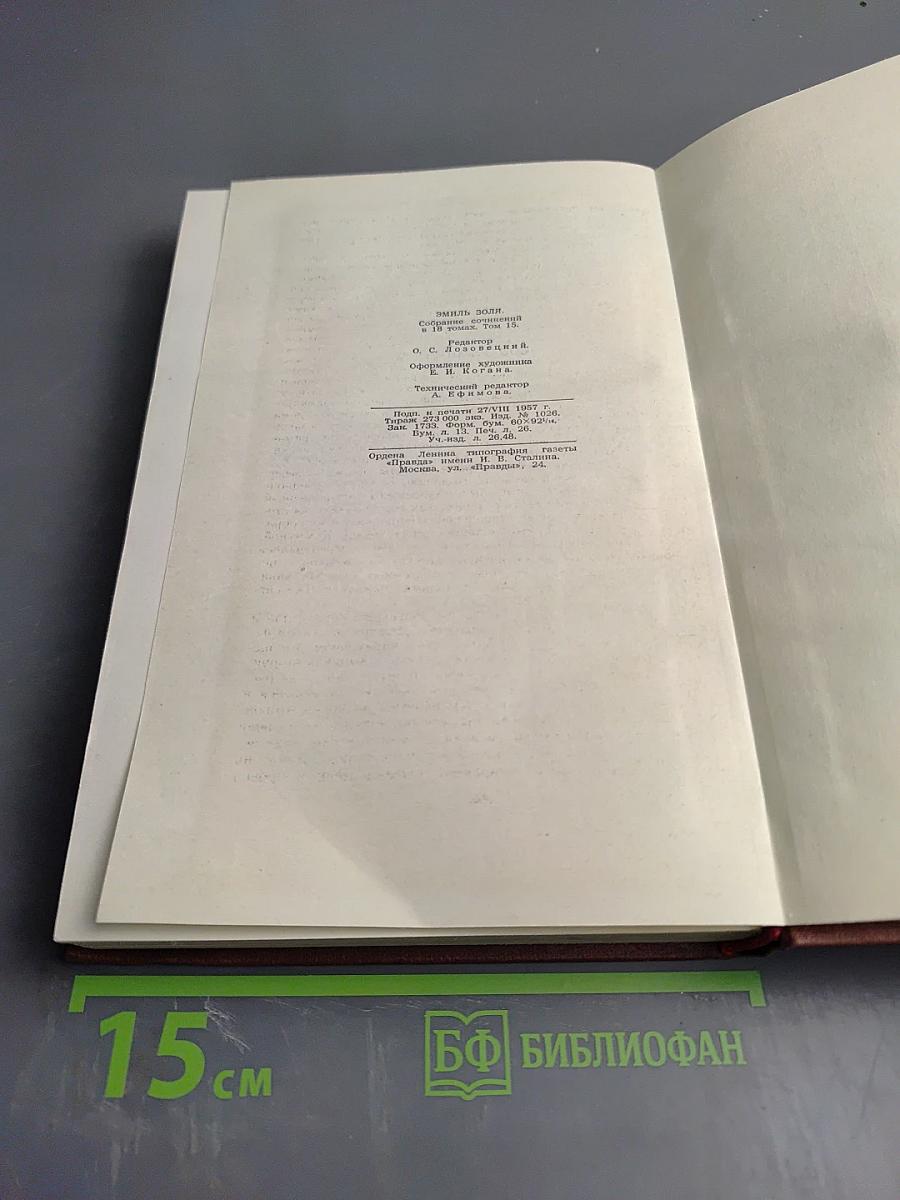 ЭМИЛЬ ЗОЛЯ.
Собрание сочинений
в 18 томах. Том 15.
Редактор
О. С. Лозовецкий.
Оформление художника
Е. И. Когана.
Технический редактор
А. Ефимова.
Подп. к печати 27/VIII 1957 г.
Тираж 273 000 экз. Изд. № 1026.
Зак. 1733. Форм. бум. 60×92¹/₁₆.
Бум. л. 13. Печ. л. 26.
Уч.-изд. л. 26,48.
Ордена Ленина типография газеты
«Правда» имени И. В. Сталина.
Москва, ул. «Правды», 24.
15 см
БФ БИБЛИОФАН